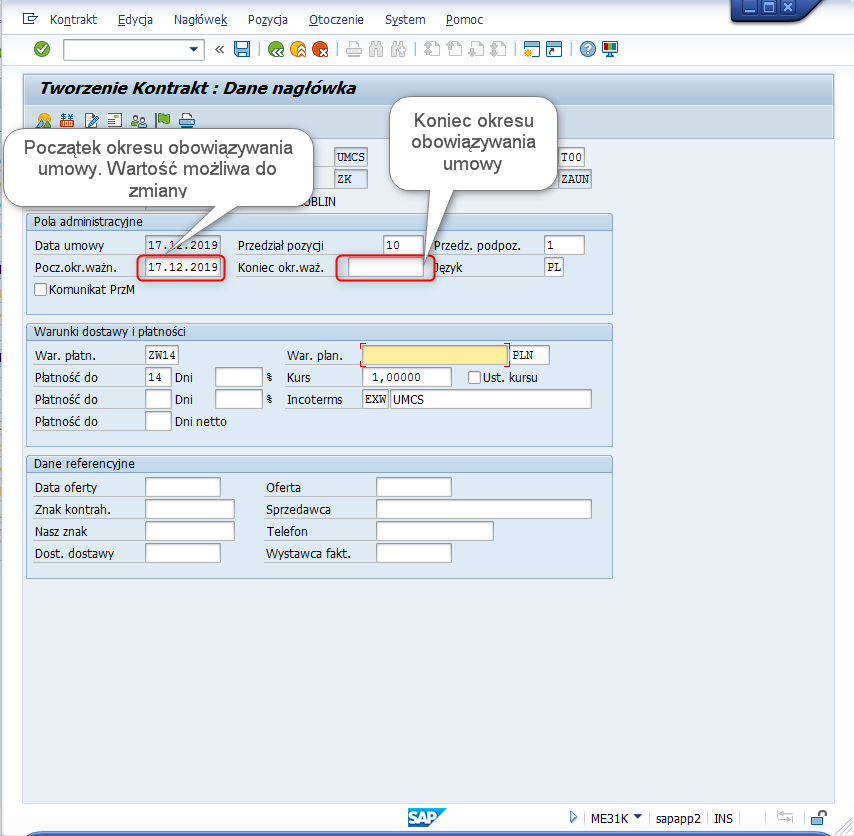 Kontrakt Edycja Nagłówek Pozycja Otoczenie System Pomoc
Tworzenie Kontrakt : Dane nagłówka
Początek okresu obowiązywania
umowy. Wartość możliwa do
zmiany
Koniec okresu
obowiązywania
umowy
UMCS T00
ZK ZAUN
UBLIN
Pola administracyjne
Data umowy 17.12.2019 Przedział pozycji 10 Przedz. podpoz. 1
Pocz.okr.ważn. 17.12.2019 Koniec okr.waż. Język PL
Komunikat PrzM
Warunki dostawy i płatności
War. płatn. ZW14 War. plan. PLN
Płatność do 14 Dni % Kurs 1,00000 Ust. kursu
Płatność do Dni % Incoterms EXW UMCS
Płatność do Dni netto
Dane referencyjne
Data oferty Oferta
Znak kontrah. Sprzedawca
Nasz znak Telefon
Dost. dostawy Wystawca fakt.
SAP ME31K sapapp2 INS